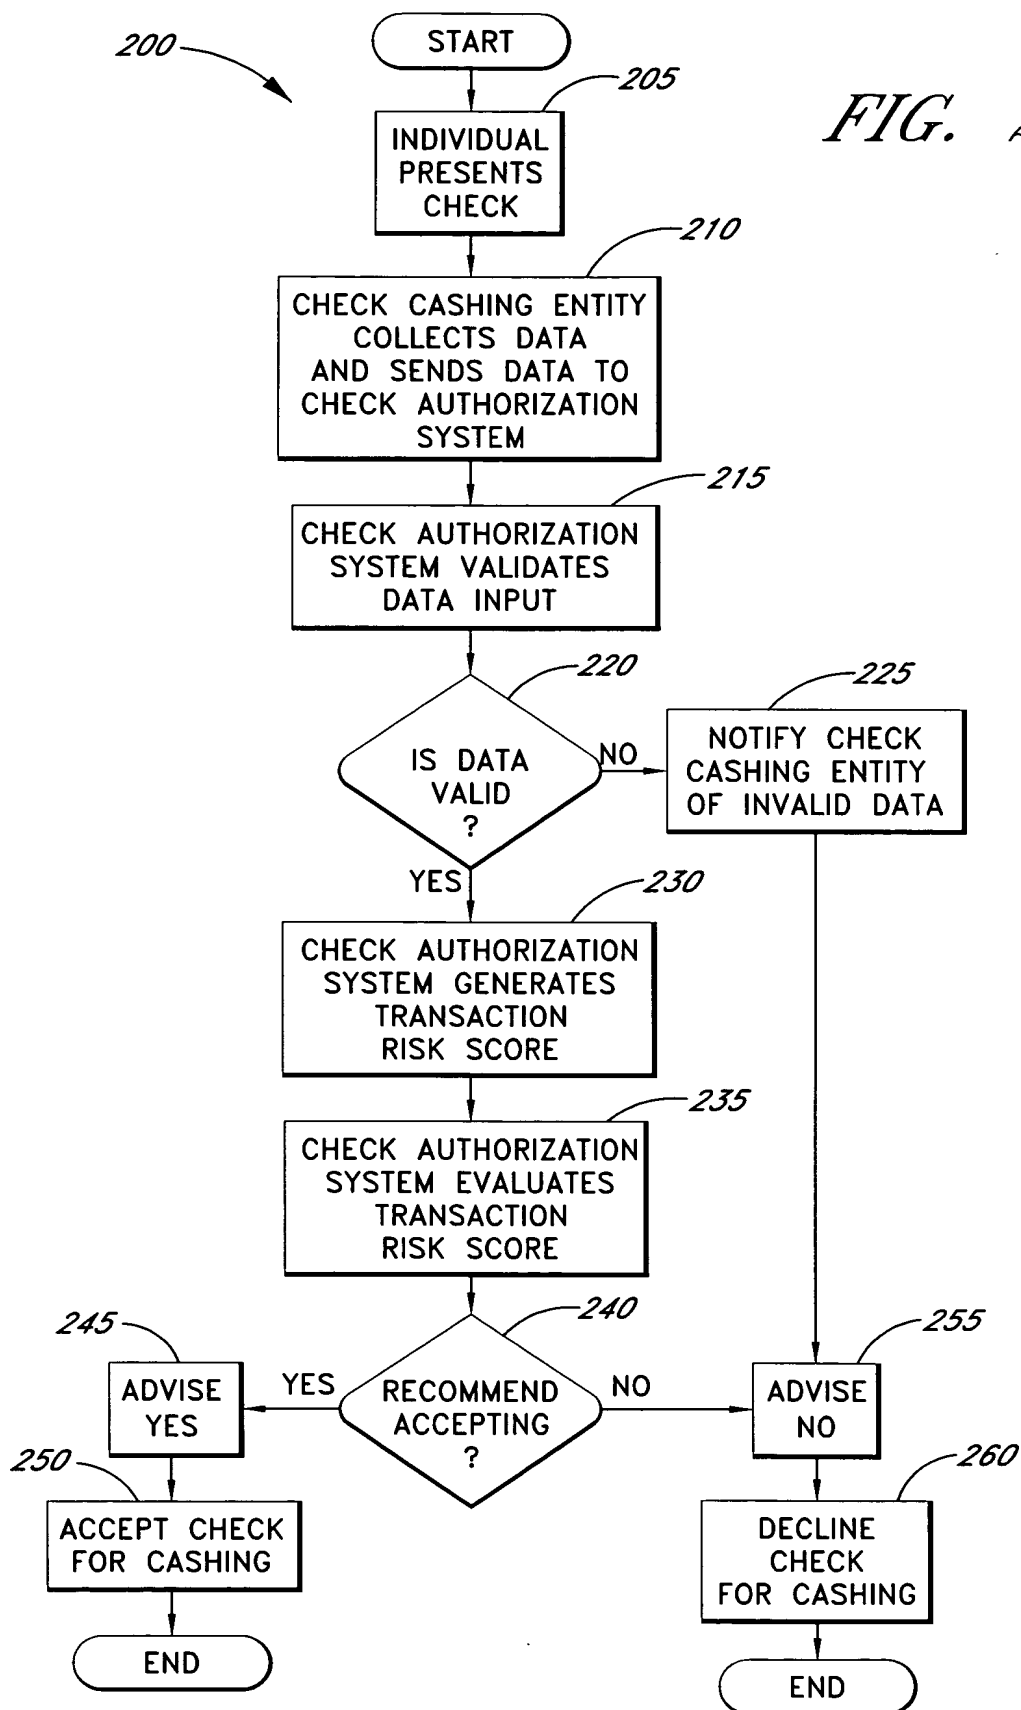 200
START
FIG.
205
INDIVIDUAL
PRESENTS
CHECK
210
CHECK CASHING ENTITY
COLLECTS DATA
AND SENDS DATA TO
CHECK AUTHORIZATION
SYSTEM
215
CHECK AUTHORIZATION
SYSTEM VALIDATES
DATA INPUT
220
IS DATA
VALID
?
NO
225
NOTIFY CHECK
CASHING ENTITY
OF INVALID DATA
YES
230
CHECK AUTHORIZATION
SYSTEM GENERATES
TRANSACTION
RISK SCORE
235
CHECK AUTHORIZATION
SYSTEM EVALUATES
TRANSACTION
RISK SCORE
240
RECOMMEND
ACCEPTING
?
YES
NO
245
ADVISE
YES
255
ADVISE
NO
250
ACCEPT CHECK
FOR CASHING
260
DECLINE
CHECK
FOR CASHING
END
END